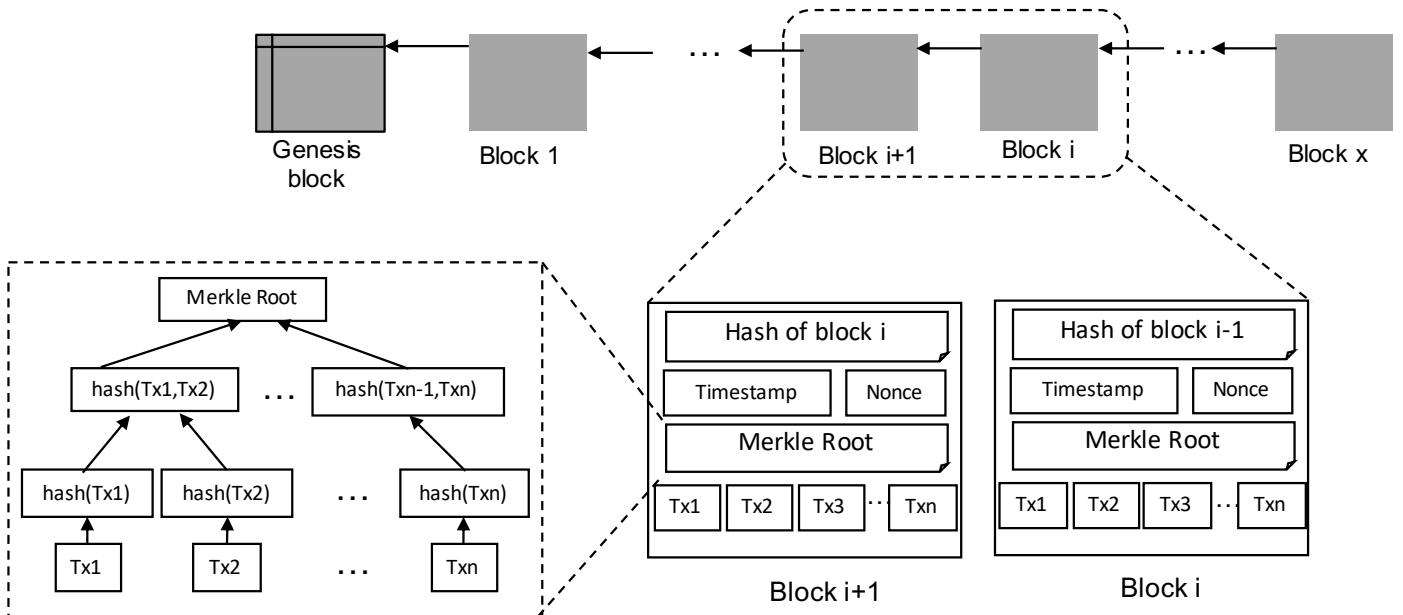 ...
...
Genesis
block
Block 1
Block i+1
Block i
Block x
Merkle Root
hash(Tx1,Tx2)
...
hash(Txn-1,Txn)
hash(Tx1)
hash(Tx2)
...
hash(Txn)
Tx1
Tx2
...
Txn
Hash of block i
Timestamp
Nonce
Merkle Root
Tx1
Tx2
Tx3
...
Txn
Block i+1
Hash of block i-1
Timestamp
Nonce
Merkle Root
Tx1
Tx2
Tx3
...
Txn
Block i